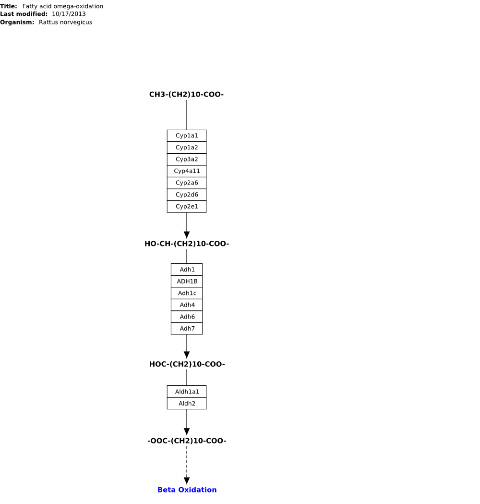 Title: Fatty acid omega-oxidation
Last modified: 10/17/2013
Organism: Rattus norvegicus
CH3-(CH2)10-COO-
Cyp1a1
Cyp1a2
Cyp3a2
Cyp4a11
Cyp2a6
Cyp2d6
Cyp2e1
HO-CH-(CH2)10-COO-
Adh1
ADH1B
Adh1c
Adh4
Adh6
Adh7
HOC-(CH2)10-COO-
Aldh1a1
Aldh2
-OOC-(CH2)10-COO-
Beta Oxidation